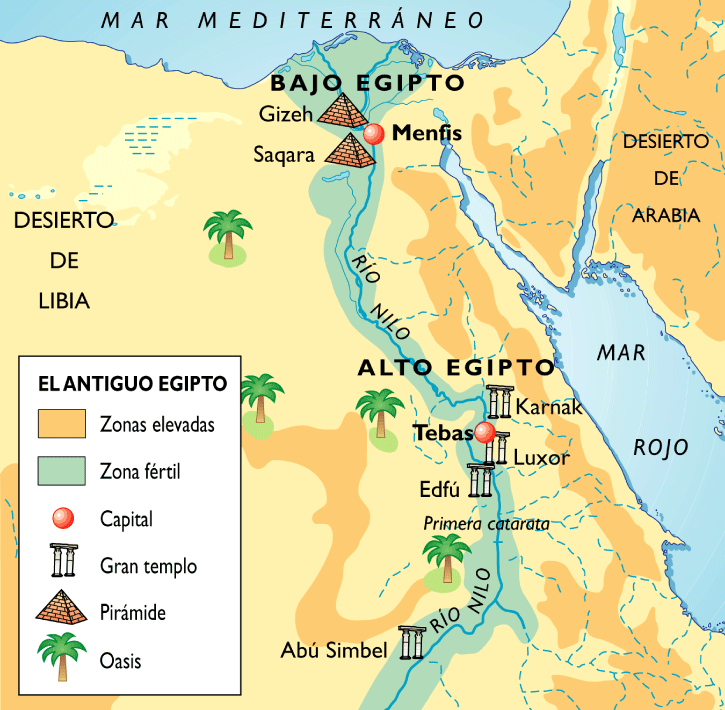 MAR MEDITERRÁNEO
BAJO EGIPTO
Gizeh
Menfis
Saqara
DESIERTO
DE
ARABIA
DESIERTO
DE
LIBIA
RÍO
NILO
MAR
ROJO
ALTO EGIPTO
Karnak
Tebas
Luxor
Edfú
Primera catarata
RÍO
NILO
Abú Simbel
EL ANTIGUO EGIPTO
Zonas elevadas
Zona fértil
Capital
Gran templo
Pirámide
Oasis